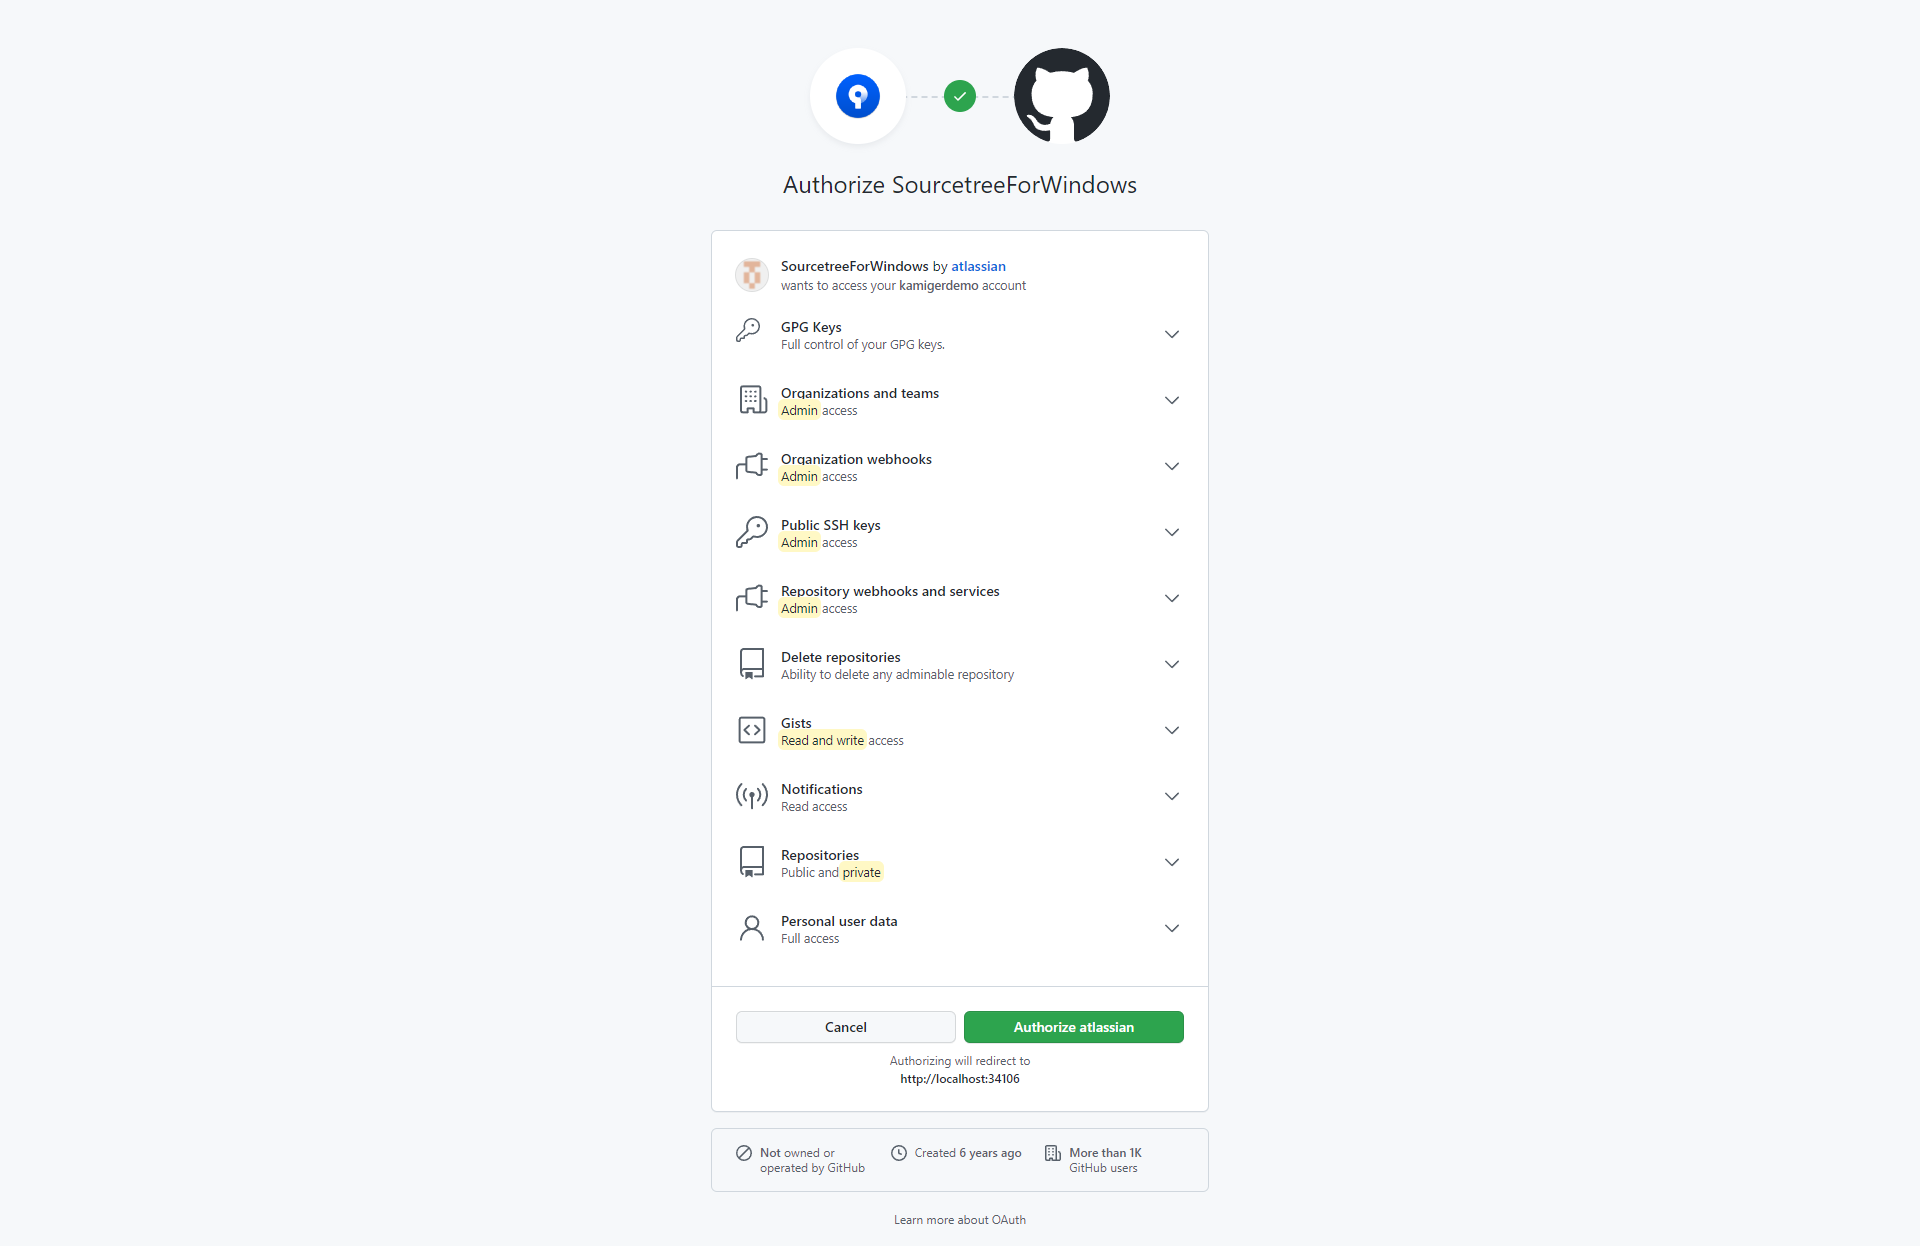 Authorize SourcetreeForWindows
SourcetreeForWindows by atlassian
wants to access your kamigerdemo account
GPG Keys
Full control of your GPG keys.
Organizations and teams
Admin access
Organization webhooks
Admin access
Public SSH keys
Admin access
Repository webhooks and services
Admin access
Delete repositories
Ability to delete any adminable repository
Gists
Read and write access
Notifications
Read access
Repositories
Public and private
Personal user data
Full access
Cancel
Authorize atlassian
Authorizing will redirect to
http://localhost:34106
Not owned or
operated by GitHub
Created 6 years ago
More than 1K
GitHub users
Learn more about OAuth